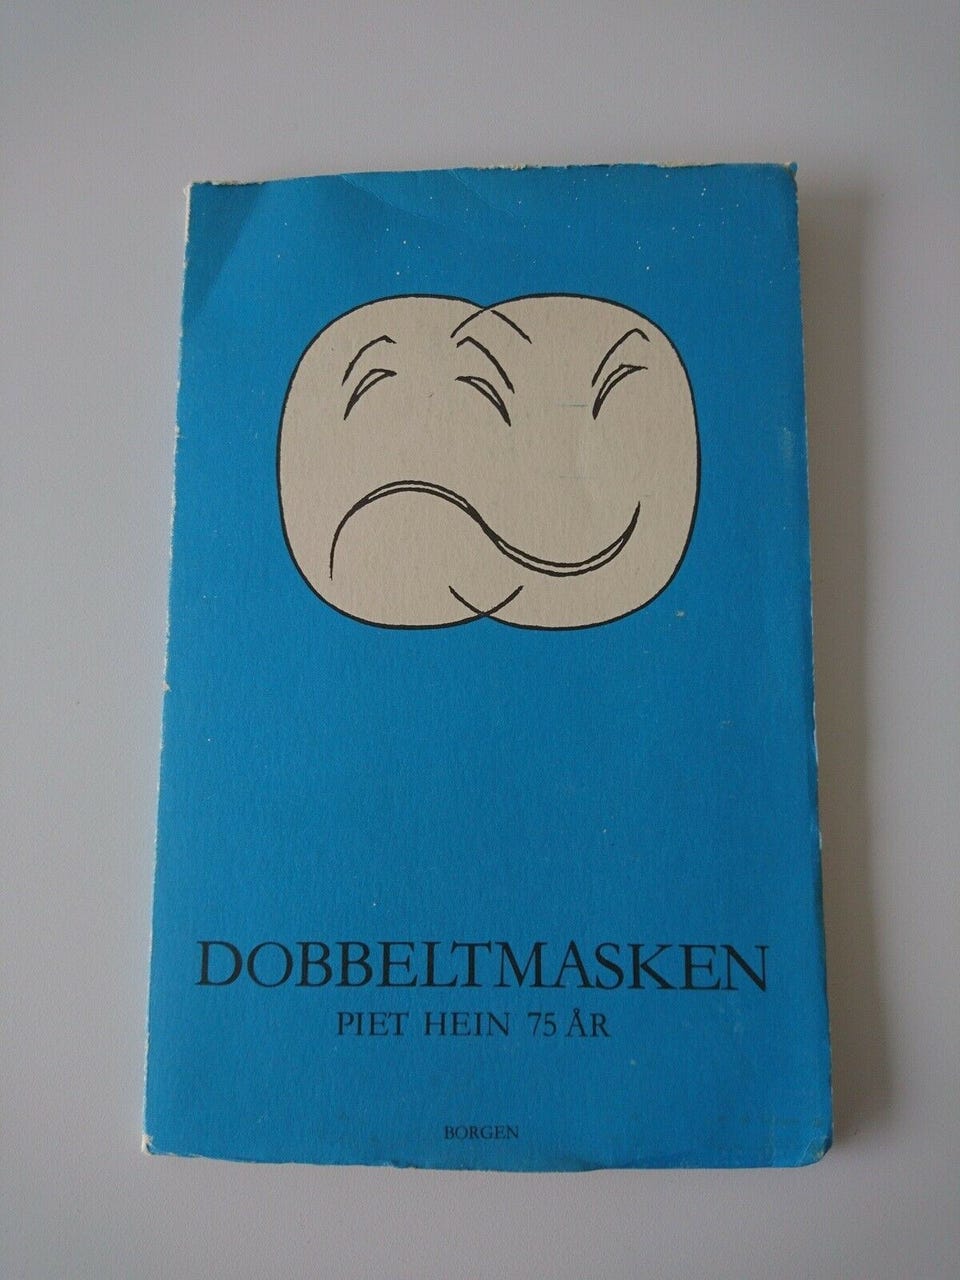 DOBBELTMASKEN
PIET HEIN 75 ÅR
BORGEN